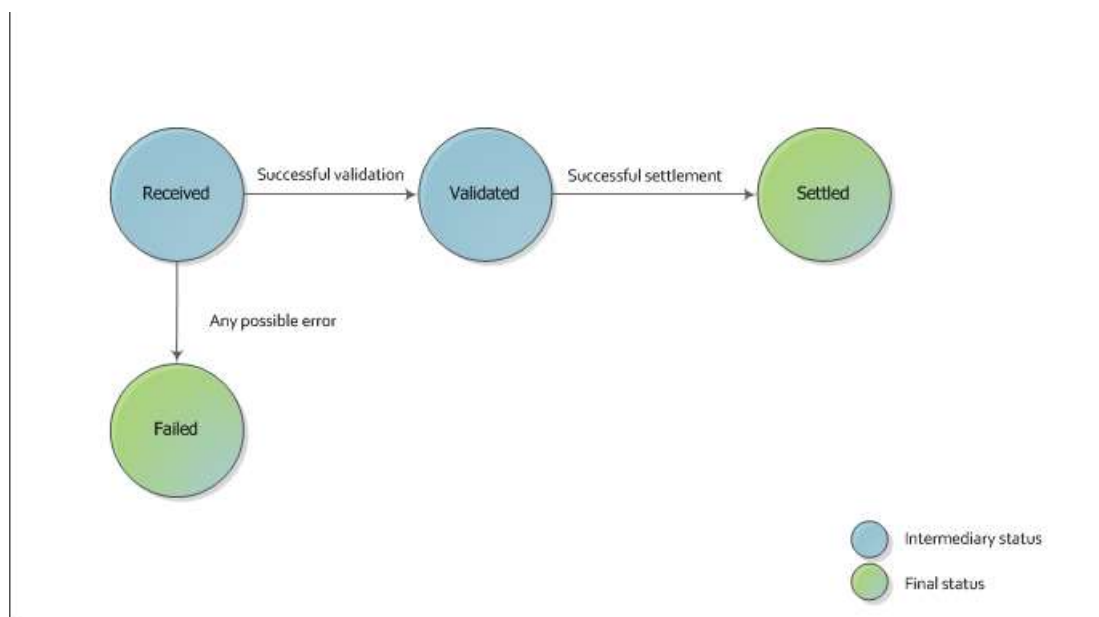 Successful validation
Successful settlement
Received
Validated
Settled
Any possible error
Failed
Intermediary status
Final status